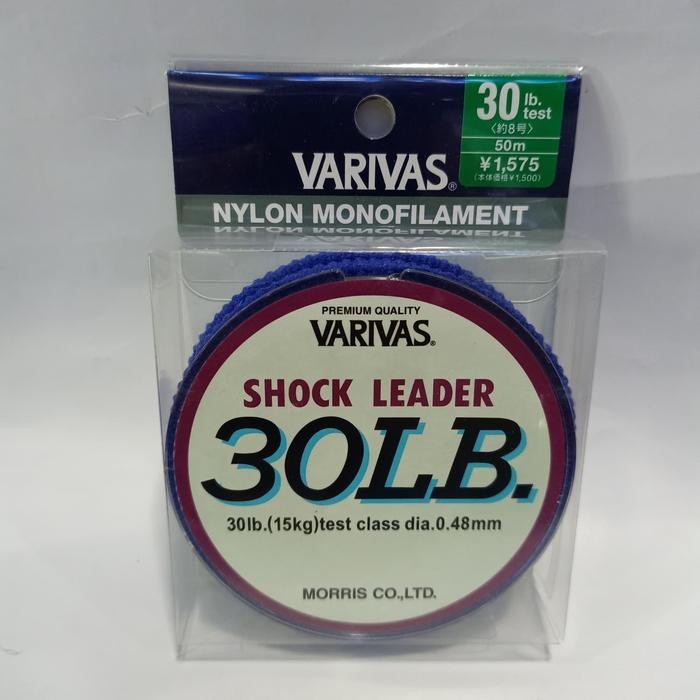 30 lb.
test
〈約8号〉
50m
¥1,575
(本体価格¥1,500)
VARIVAS®
NYLON MONOFILAMENT
PREMIUM QUALITY
VARIVAS®
SHOCK LEADER
30LB.
30lb.(15kg)test class dia.0.48mm
MORRIS CO.,LTD.